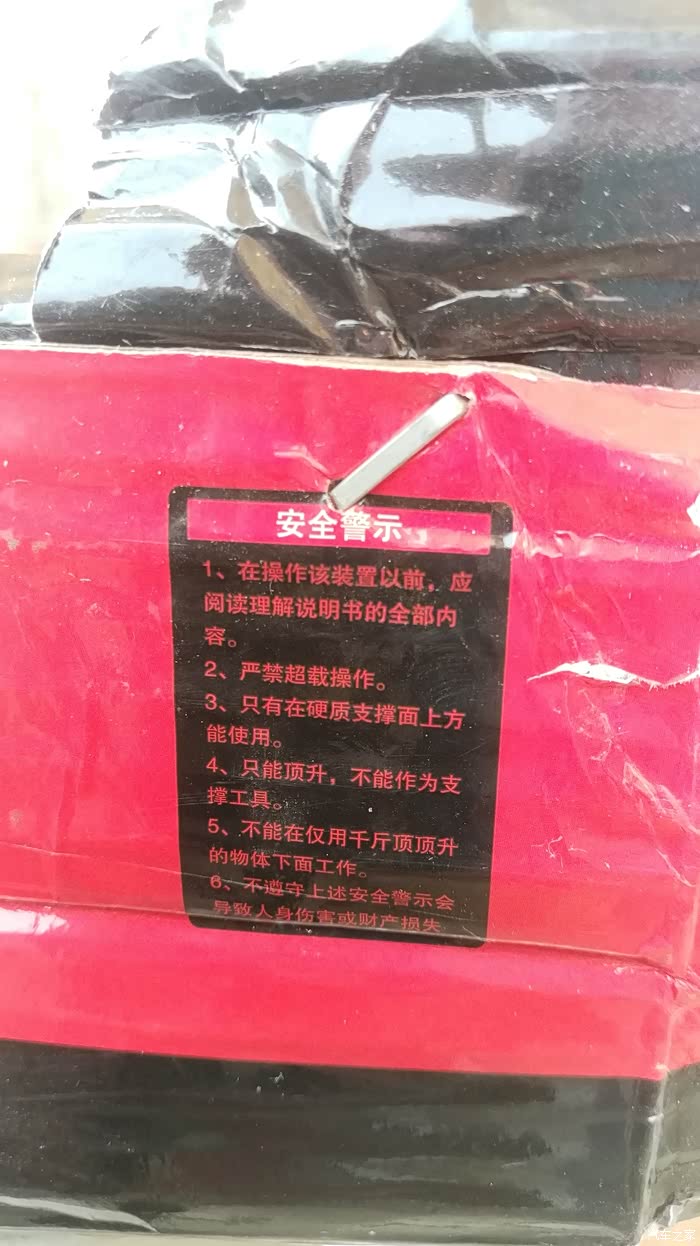 安全警示
1、在操作该装置以前，应
阅读理解说明书的全部内
容。
2、严禁超载操作。
3、只有在硬质支撑面上方
能使用。
4、只能顶升，不能作为支
撑工具。
5、不能在仅用千斤顶顶升
的物体下面工作。
6、不遵守上述安全警示会
导致人身伤害或财产损失
汽车之家